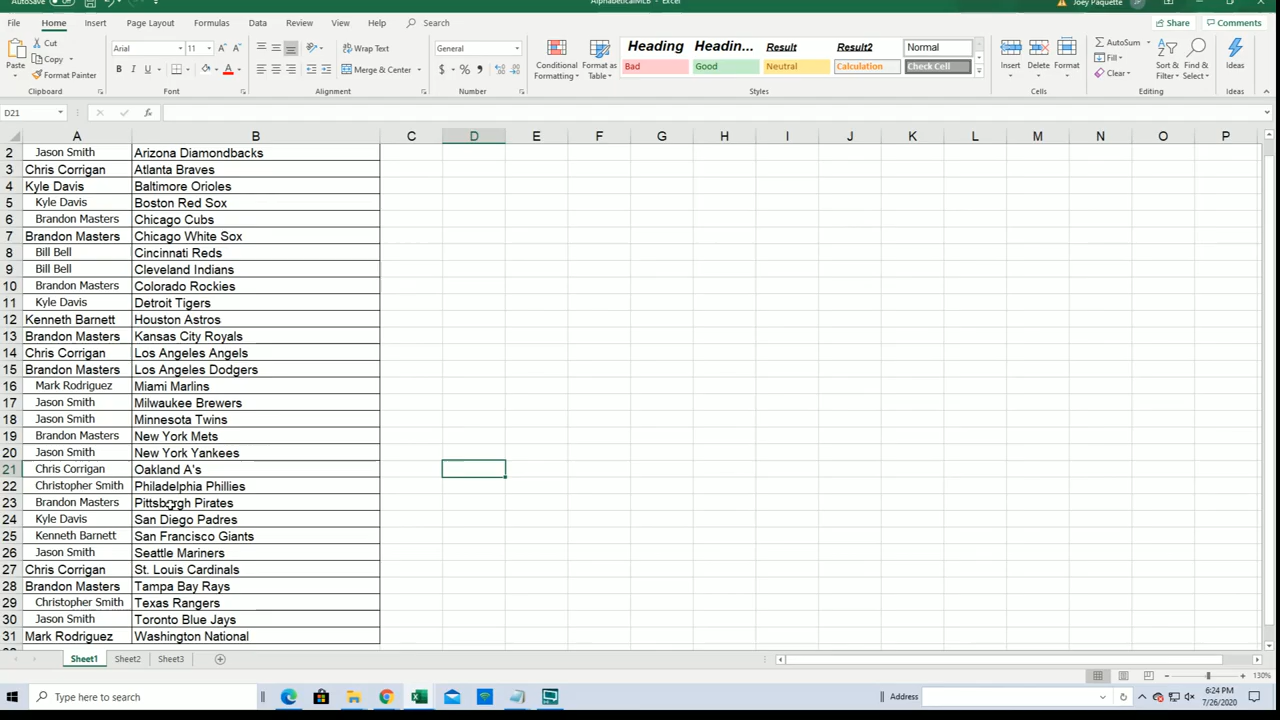 AutoSave Off AlphabeticalMLB - Excel Joey Paquette JP
File Home Insert Page Layout Formulas Data Review View Help Search Share Comments
Paste Cut Copy Format Painter Clipboard
Arial 11 A A B I U A Font
Wrap Text Merge & Center Alignment
General $ % Number
Conditional Formatting Format as Table
Heading Headin... Result Result2 Normal
Bad Good Neutral Calculation Check Cell
Styles
Insert Delete Format Cells
AutoSum Fill Clear Sort & Filter Find & Select Editing
Ideas Ideas
D21 fx
A B C D E F G H I J K L M N O P
2 Jason Smith Arizona Diamondbacks
3 Chris Corrigan Atlanta Braves
4 Kyle Davis Baltimore Orioles
5 Kyle Davis Boston Red Sox
6 Brandon Masters Chicago Cubs
7 Brandon Masters Chicago White Sox
8 Bill Bell Cincinnati Reds
9 Bill Bell Cleveland Indians
10 Brandon Masters Colorado Rockies
11 Kyle Davis Detroit Tigers
12 Kenneth Barnett Houston Astros
13 Brandon Masters Kansas City Royals
14 Chris Corrigan Los Angeles Angels
15 Brandon Masters Los Angeles Dodgers
16 Mark Rodriguez Miami Marlins
17 Jason Smith Milwaukee Brewers
18 Jason Smith Minnesota Twins
19 Brandon Masters New York Mets
20 Jason Smith New York Yankees
21 Chris Corrigan Oakland A's
22 Christopher Smith Philadelphia Phillies
23 Brandon Masters Pittsburgh Pirates
24 Kyle Davis San Diego Padres
25 Kenneth Barnett San Francisco Giants
26 Jason Smith Seattle Mariners
27 Chris Corrigan St. Louis Cardinals
28 Brandon Masters Tampa Bay Rays
29 Christopher Smith Texas Rangers
30 Jason Smith Toronto Blue Jays
31 Mark Rodriguez Washington National
Sheet1 Sheet2 Sheet3
130%
Type here to search Address 6:24 PM
7/26/2020